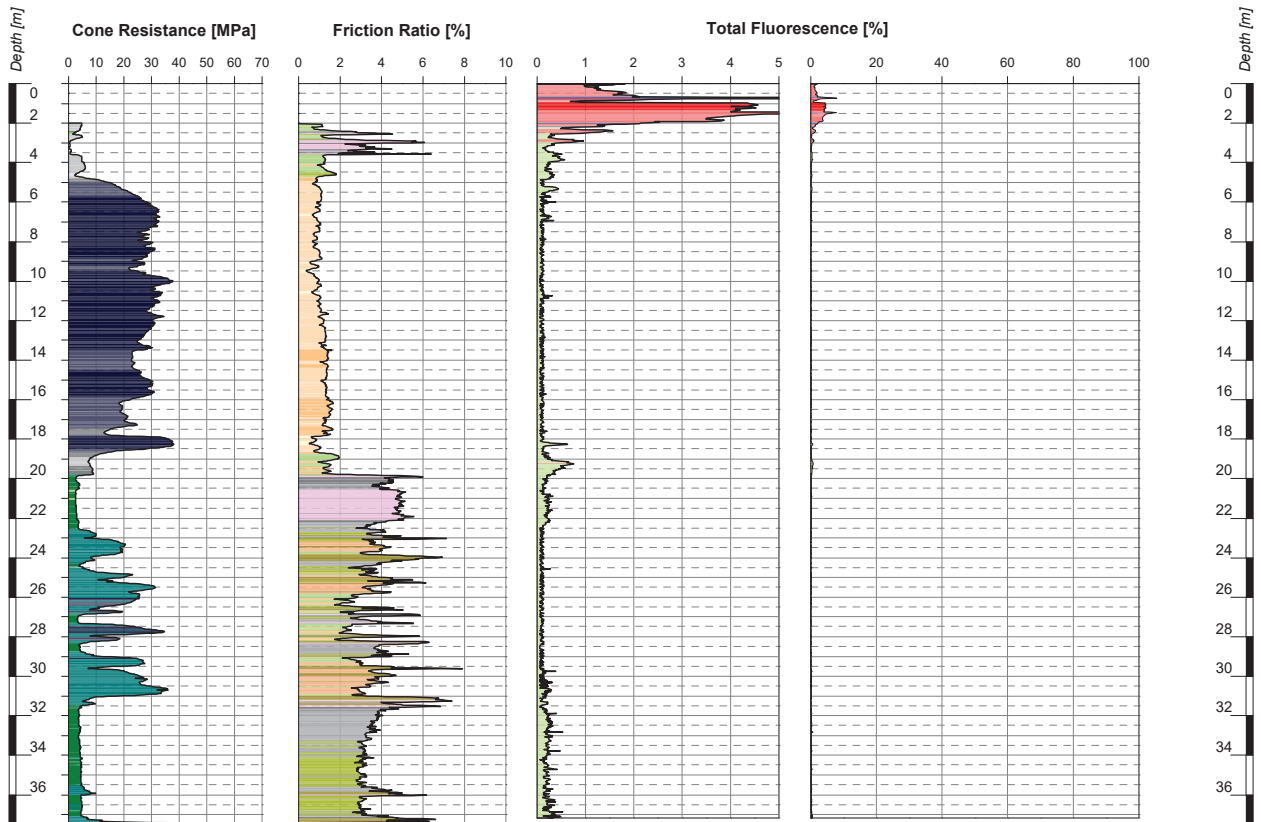 Depth [m]
Cone Resistance [MPa]
Friction Ratio [%]
Total Fluorescence [%]
Depth [m]
0 10 20 30 40 50 60 70
0 2 4 6 8 10
0 1 2 3 4 5
0 20 40 60 80 100
0 0
2 2
4 4
6 6
8 8
10 10
12 12
14 14
16 16
18 18
20 20
22 22
24 24
26 26
28 28
30 30
32 32
34 34
36 36